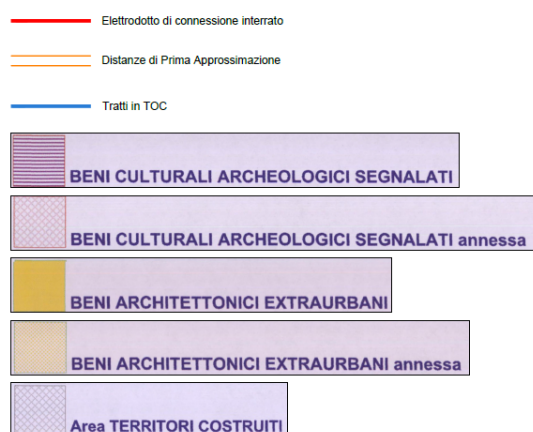 Elettrodotto di connessione interrato
Distanze di Prima Approssimazione
Tratti in TOC
BENI CULTURALI ARCHEOLOGICI SEGNALATI
BENI CULTURALI ARCHEOLOGICI SEGNALATI annessa
BENI ARCHITETTONICI EXTRAURBANI
BENI ARCHITETTONICI EXTRAURBANI annessa
Area TERRITORI COSTRUITI